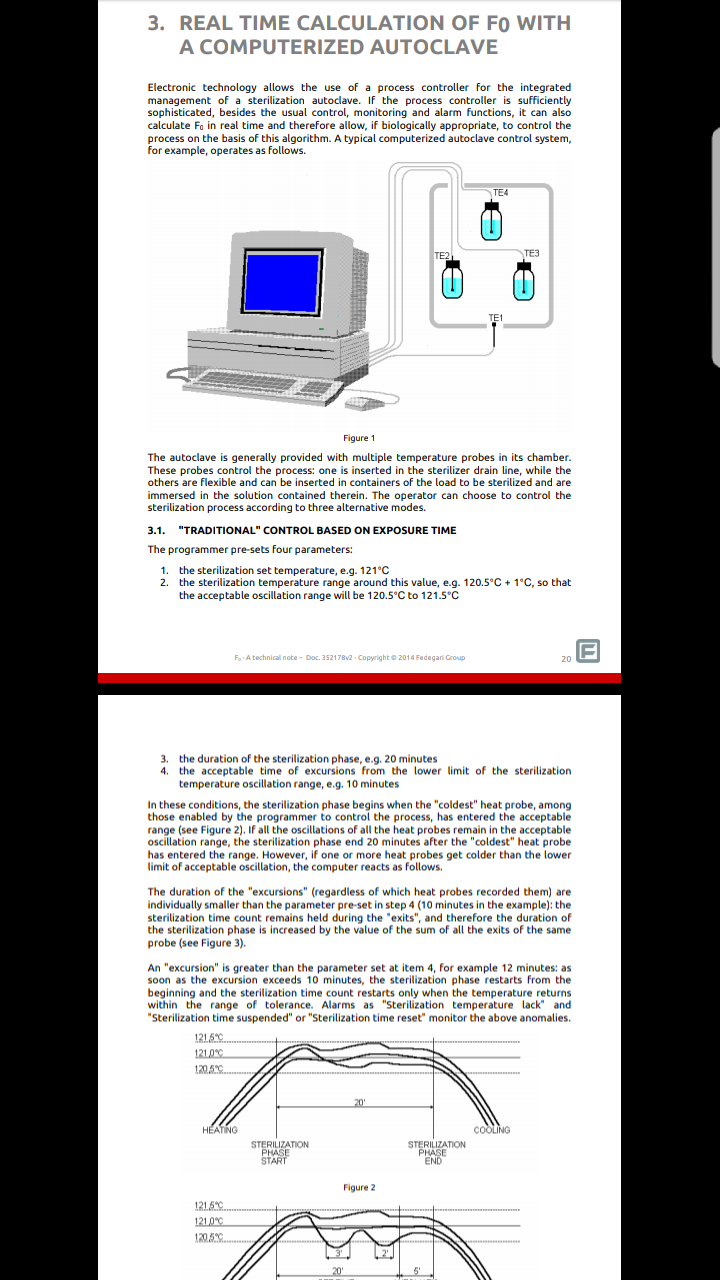 3. REAL TIME CALCULATION OF F0 WITH
A COMPUTERIZED AUTOCLAVE
Electronic technology allows the use of a process controller for the integrated
management of a sterilization autoclave. If the process controller is sufficiently
sophisticated, besides the usual control, monitoring and alarm functions, it can also
calculate F₀ in real time and therefore allow, if biologically appropriate, to control the
process on the basis of this algorithm. A typical computerized autoclave control system,
for example, operates as follows.
TE4
TE2
TE3
TE1
Figure 1
The autoclave is generally provided with multiple temperature probes in its chamber.
These probes control the process: one is inserted in the sterilizer drain line, while the
others are flexible and can be inserted in containers of the load to be sterilized and are
immersed in the solution contained therein. The operator can choose to control the
sterilization process according to three alternative modes.
3.1. "TRADITIONAL" CONTROL BASED ON EXPOSURE TIME
The programmer pre-sets four parameters:
1. the sterilization set temperature, e.g. 121°C
2. the sterilization temperature range around this value, e.g. 120.5°C + 1°C, so that
the acceptable oscillation range will be 120.5°C to 121.5°C
F₀ - A technical note – Doc. 352178v2 - Copyright © 2014 Fedegari Group
20
3. the duration of the sterilization phase, e.g. 20 minutes
4. the acceptable time of excursions from the lower limit of the sterilization
temperature oscillation range, e.g. 10 minutes
In these conditions, the sterilization phase begins when the "coldest" heat probe, among
those enabled by the programmer to control the process, has entered the acceptable
range (see Figure 2). If all the oscillations of all the heat probes remain in the acceptable
oscillation range, the sterilization phase end 20 minutes after the "coldest" heat probe
has entered the range. However, if one or more heat probes get colder than the lower
limit of acceptable oscillation, the computer reacts as follows.
The duration of the "excursions" (regardless of which heat probes recorded them) are
individually smaller than the parameter pre-set in step 4 (10 minutes in the example): the
sterilization time count remains held during the "exits", and therefore the duration of
the sterilization phase is increased by the value of the sum of all the exits of the same
probe (see Figure 3).
An "excursion" is greater than the parameter set at item 4, for example 12 minutes: as
soon as the excursion exceeds 10 minutes, the sterilization phase restarts from the
beginning and the sterilization time count restarts only when the temperature returns
within the range of tolerance. Alarms as "Sterilization temperature lack" and
"Sterilization time suspended" or "Sterilization time reset" monitor the above anomalies.
121.5°C
121.0°C
120.5°C
20'
HEATING
COOLING
STERILIZATION
PHASE
START
STERILIZATION
PHASE
END
Figure 2
121.5°C
121.0°C
120.5°C
3'
2'
20'
5'